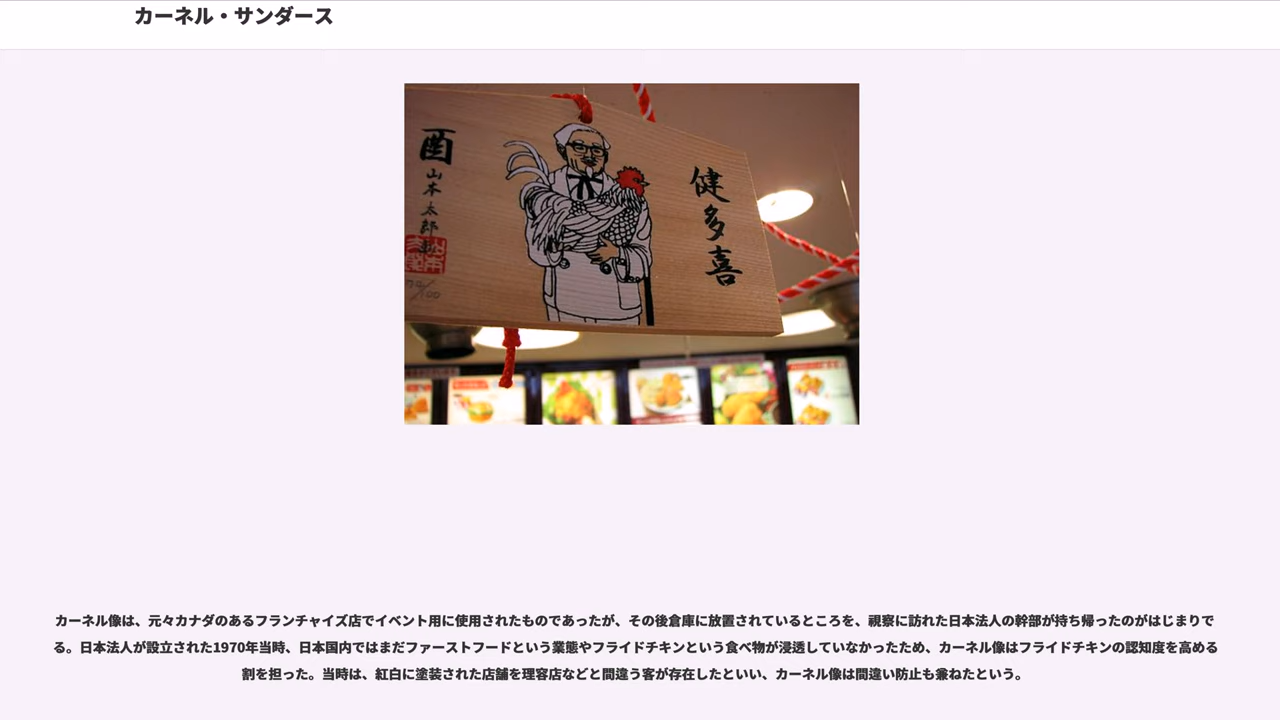 カーネル・サンダース
健多喜
酉
山本太郎
70/100
カーネル像は、元々カナダのあるフランチャイズ店でイベント用に使用されたものであったが、その後倉庫に放置されているところを、視察に訪れた日本法人の幹部が持ち帰ったのがはじまりで
る。日本法人が設立された1970年当時、日本国内ではまだファーストフードという業態やフライドチキンという食べ物が浸透していなかったため、カーネル像はフライドチキンの認知度を高める
割を担った。当時は、紅白に塗装された店舗を理容店などと間違う客が存在したといい、カーネル像は間違い防止も兼ねたという。